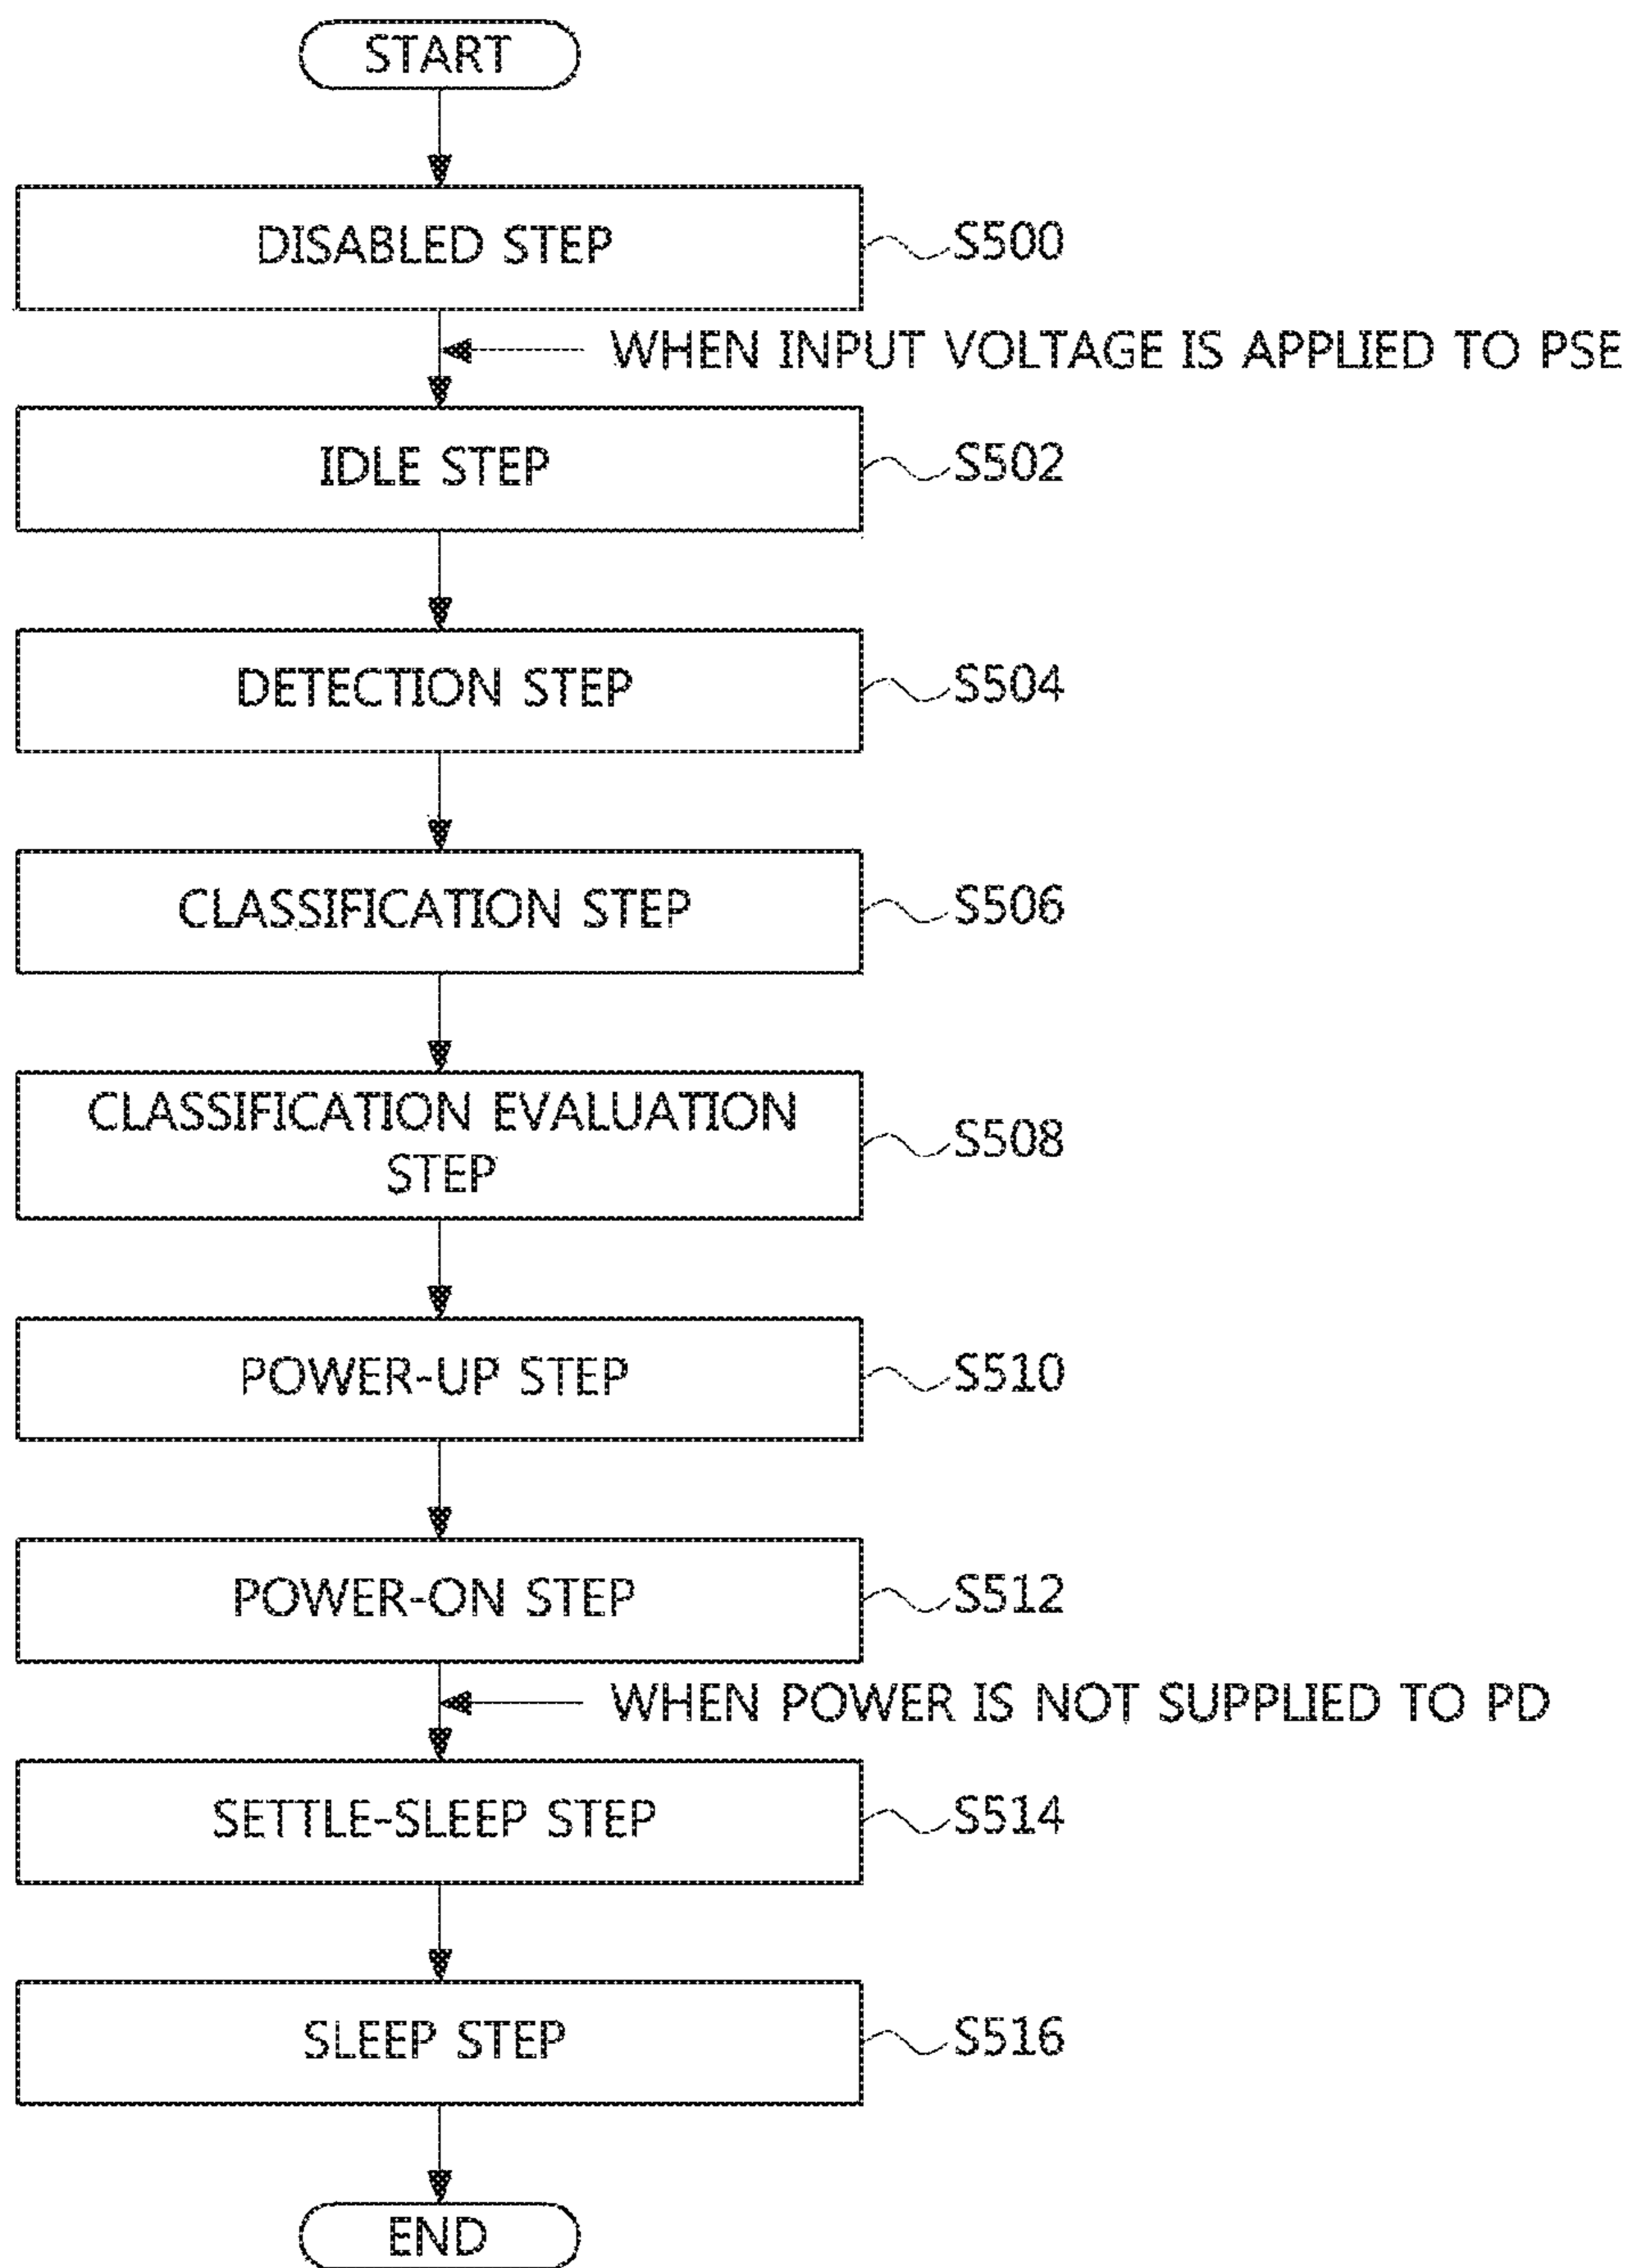 START
DISABLED STEP
S500
WHEN INPUT VOLTAGE IS APPLIED TO PSE
IDLE STEP
S502
DETECTION STEP
S504
CLASSIFICATION STEP
S506
CLASSIFICATION EVALUATION
STEP
S508
POWER-UP STEP
S510
POWER-ON STEP
S512
WHEN POWER IS NOT SUPPLIED TO PD
SETTLE-SLEEP STEP
S514
SLEEP STEP
S516
END